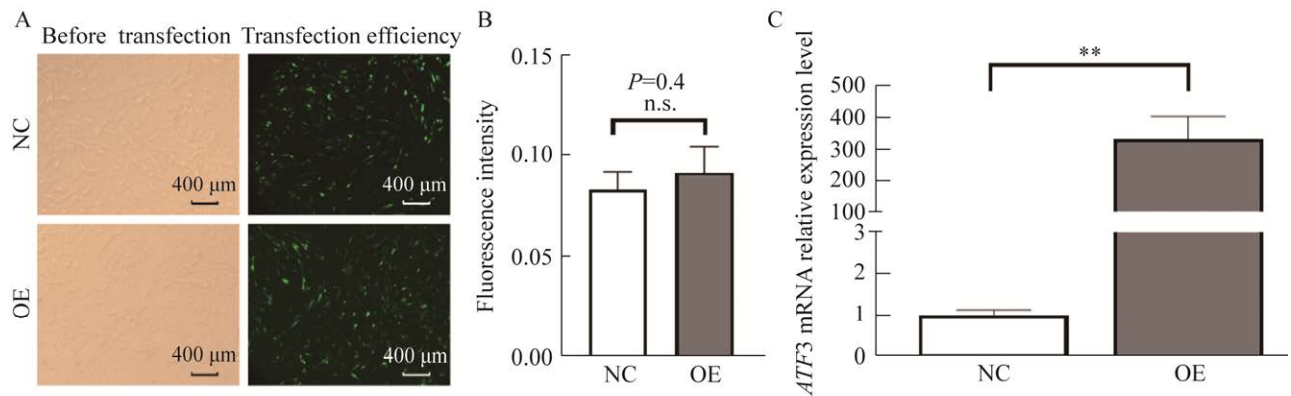 A
Before transfection
Transfection efficiency
NC
400 μm
400 μm
OE
400 μm
400 μm
B
Fluorescence intensity
0.15
0.10
0.05
0.00
P=0.4
n.s.
NC
OE
C
ATF3 mRNA relative expression level
500
400
300
200
100
3
2
1
0
**
NC
OE